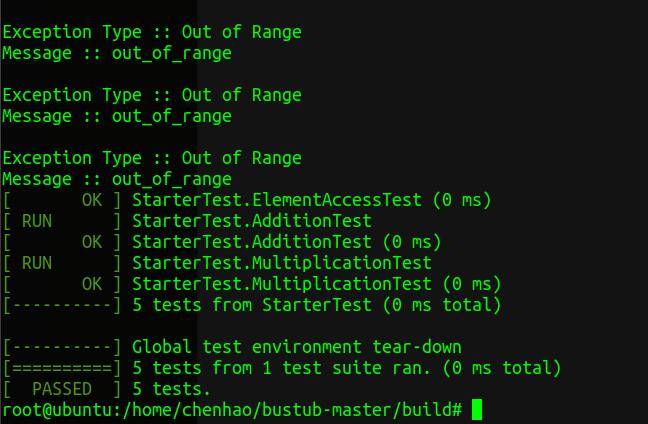 Exception Type :: Out of Range
Message :: out_of_range
Exception Type :: Out of Range
Message :: out_of_range
Exception Type :: Out of Range
Message :: out_of_range
[       OK ] StarterTest.ElementAccessTest (0 ms)
[ RUN      ] StarterTest.AdditionTest
[       OK ] StarterTest.AdditionTest (0 ms)
[ RUN      ] StarterTest.MultiplicationTest
[       OK ] StarterTest.MultiplicationTest (0 ms)
[----------] 5 tests from StarterTest (0 ms total)
[----------] Global test environment tear-down
[==========] 5 tests from 1 test suite ran. (0 ms total)
[  PASSED  ] 5 tests.
root@ubuntu:/home/chenhao/bustub-master/build#